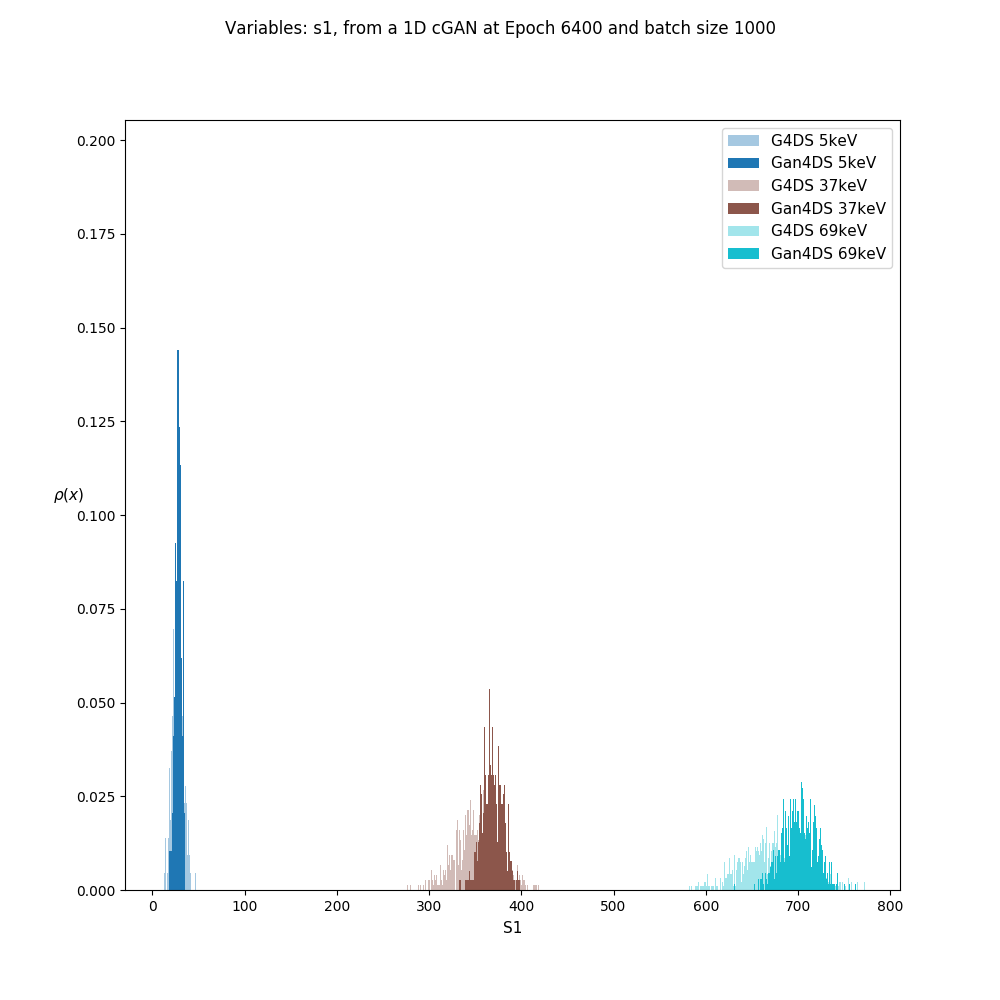 Variables: s1, from a 1D cGAN at Epoch 6400 and batch size 1000
G4DS 5keV
Gan4DS 5keV
G4DS 37keV
Gan4DS 37keV
G4DS 69keV
Gan4DS 69keV
0.200
0.175
0.150
0.125
0.100
0.075
0.050
0.025
0.000
ρ(x)
0 100 200 300 400 500 600 700 800
S1